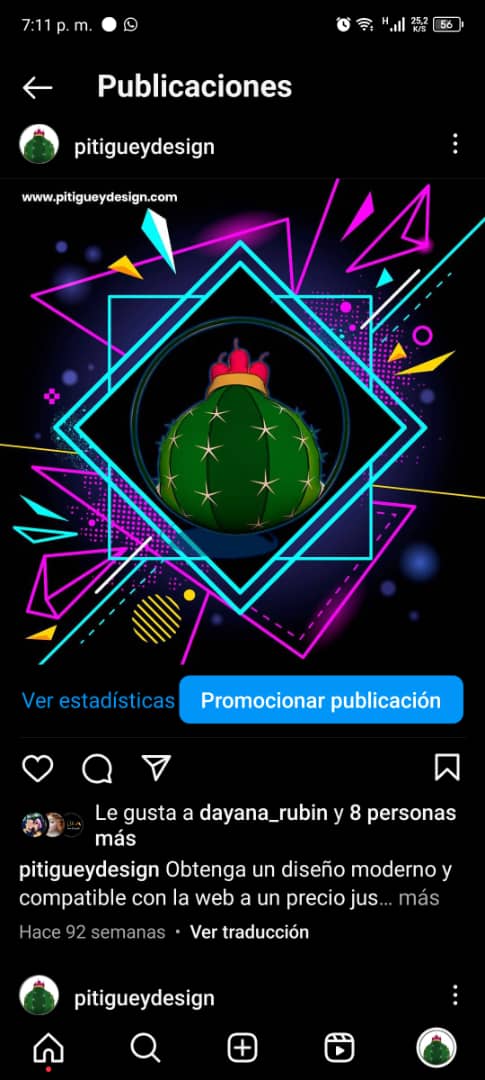 7:11 p. m.
H 25,2 K/S 56
Publicaciones
pitigueydesign
www.pitigueydesign.com
Ver estadísticas Promocionar publicación
Le gusta a dayana_rubin y 8 personas
más
pitigueydesign Obtenga un diseño moderno y
compatible con la web a un precio jus... más
Hace 92 semanas • Ver traducción
pitigueydesign